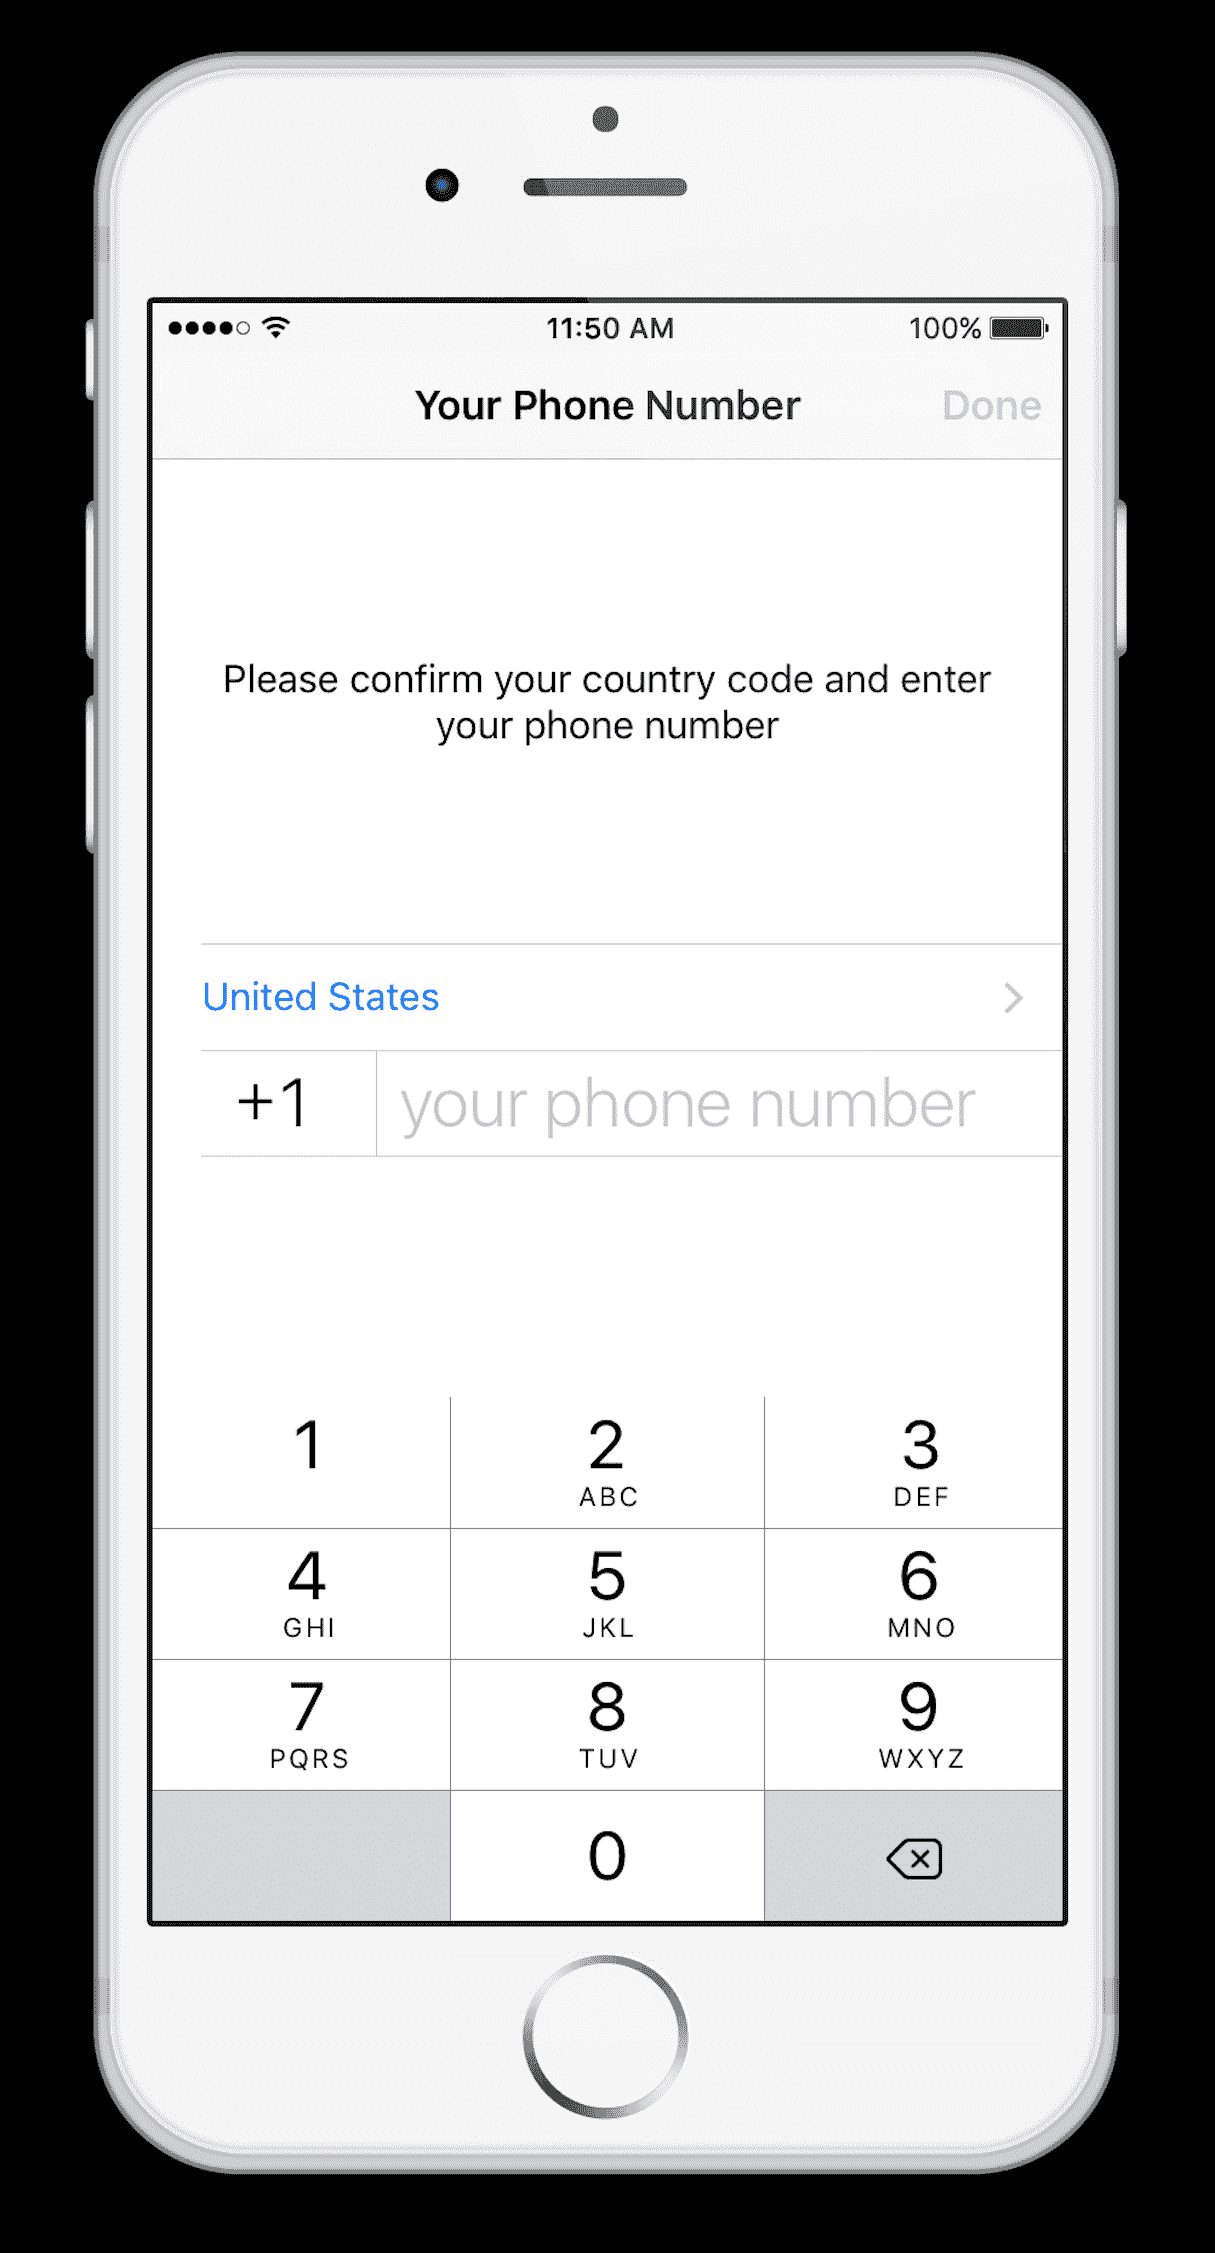 11:50 AM 100%
Your Phone Number Done
Please confirm your country code and enter
your phone number
United States
+1 your phone number
1 2 3
ABC DEF
4 5 6
GHI JKL MNO
7 8 9
PQRS TUV WXYZ
0